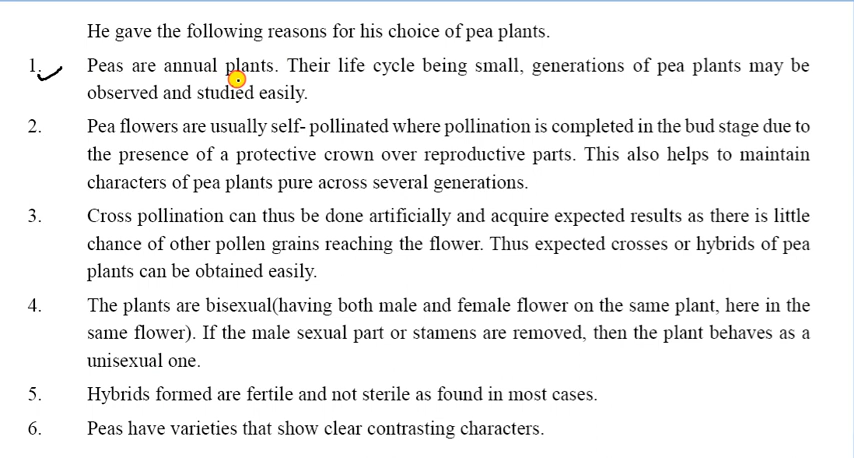 He gave the following reasons for his choice of pea plants.
1. Peas are annual plants. Their life cycle being small, generations of pea plants may be
observed and studied easily.
2. Pea flowers are usually self- pollinated where pollination is completed in the bud stage due to
the presence of a protective crown over reproductive parts. This also helps to maintain
characters of pea plants pure across several generations.
3. Cross pollination can thus be done artificially and acquire expected results as there is little
chance of other pollen grains reaching the flower. Thus expected crosses or hybrids of pea
plants can be obtained easily.
4. The plants are bisexual(having both male and female flower on the same plant, here in the
same flower). If the male sexual part or stamens are removed, then the plant behaves as a
unisexual one.
5. Hybrids formed are fertile and not sterile as found in most cases.
6. Peas have varieties that show clear contrasting characters.